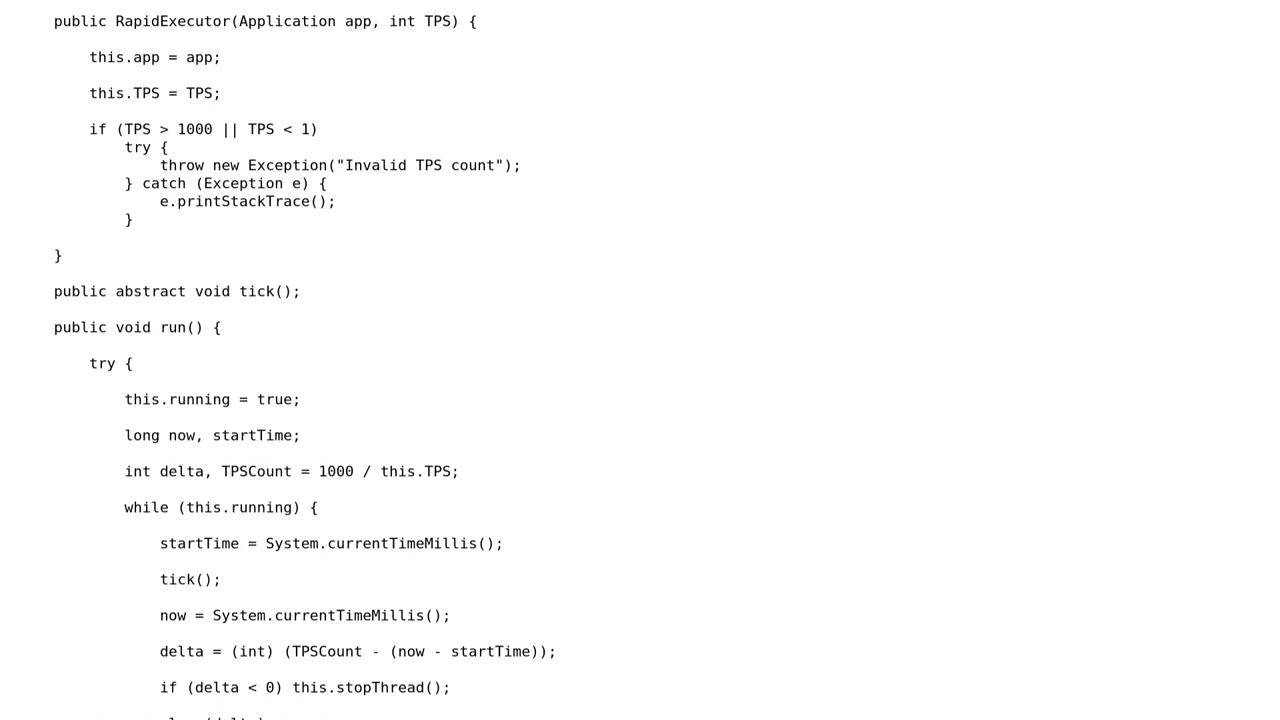 public RapidExecutor(Application app, int TPS) {
this.app = app;
this.TPS = TPS;
if (TPS > 1000 || TPS < 1)
try {
throw new Exception("Invalid TPS count");
} catch (Exception e) {
e.printStackTrace();
}
}
public abstract void tick();
public void run() {
try {
this.running = true;
long now, startTime;
int delta, TPSCount = 1000 / this.TPS;
while (this.running) {
startTime = System.currentTimeMillis();
tick();
now = System.currentTimeMillis();
delta = (int) (TPSCount - (now - startTime));
if (delta < 0) this.stopThread();